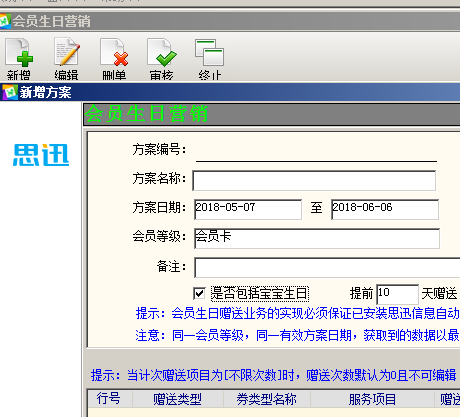 会员生日营销
新增 编辑 删单 审核 终止
新增方案
会员生日营销
思迅
方案编号：
方案名称：
方案日期： 2018-05-07 至 2018-06-06
会员等级： 会员卡
备注：
是否包括宝宝生日 提前 10 天赠送
提示：会员生日赠送业务的实现必须保证已安装思迅信息自动
注意：同一会员等级，同一有效方案日期，获取到的数据以最
提示：当计次赠送项目为[不限次数]时，赠送次数默认为0且不可编辑
行号 赠送类型 券类型名称 服务项目 赠送